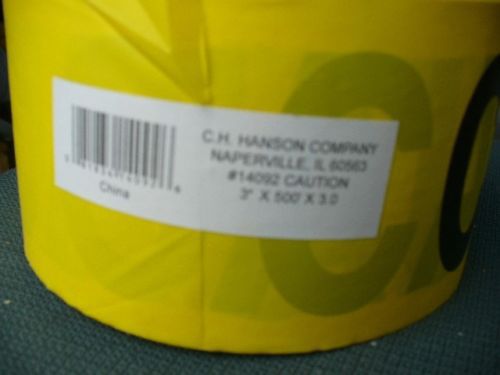 C.H. HANSON COMPANY
NAPERVILLE, IL 60563
#14092 CAUTION
3" X 500' X 3.0
China
C